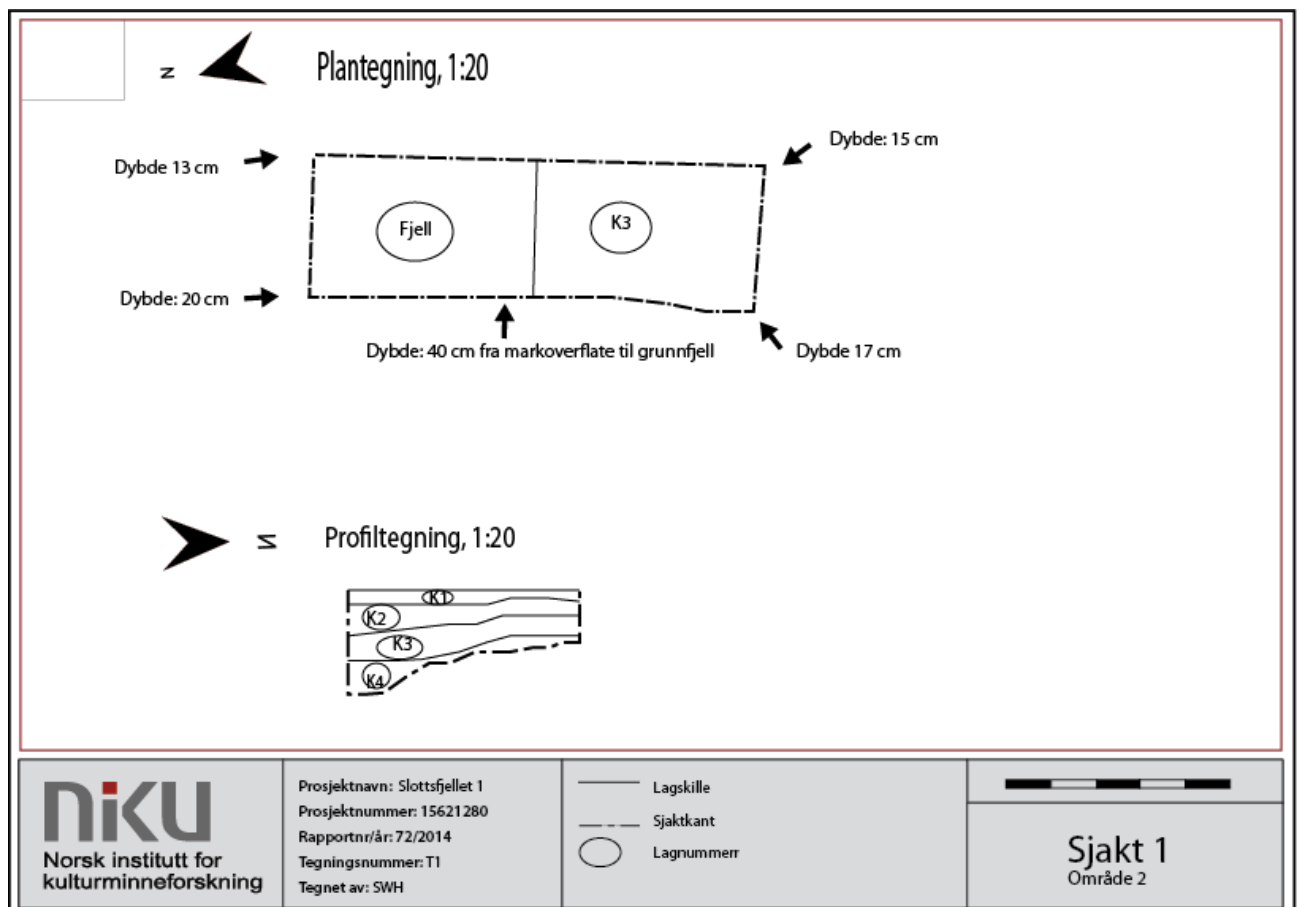 z
Plantegning, 1:20
Dybde 13 cm
Dybde: 15 cm
Fjell
K3
Dybde: 20 cm
Dybde: 40 cm fra markoverflate til grunnfjell
Dybde 17 cm
N
Profiltegning, 1:20
K1
K2
K3
K4
niku
Norsk institutt for
kulturminneforskning
Prosjektnavn: Slottsfjellet 1
Prosjektnummer: 15621280
Rapportnr/år: 72/2014
Tegningsnummer: T1
Tegnet av: SWH
Lagskille
Sjaktkant
Lagnummerr
Sjakt 1
Område 2